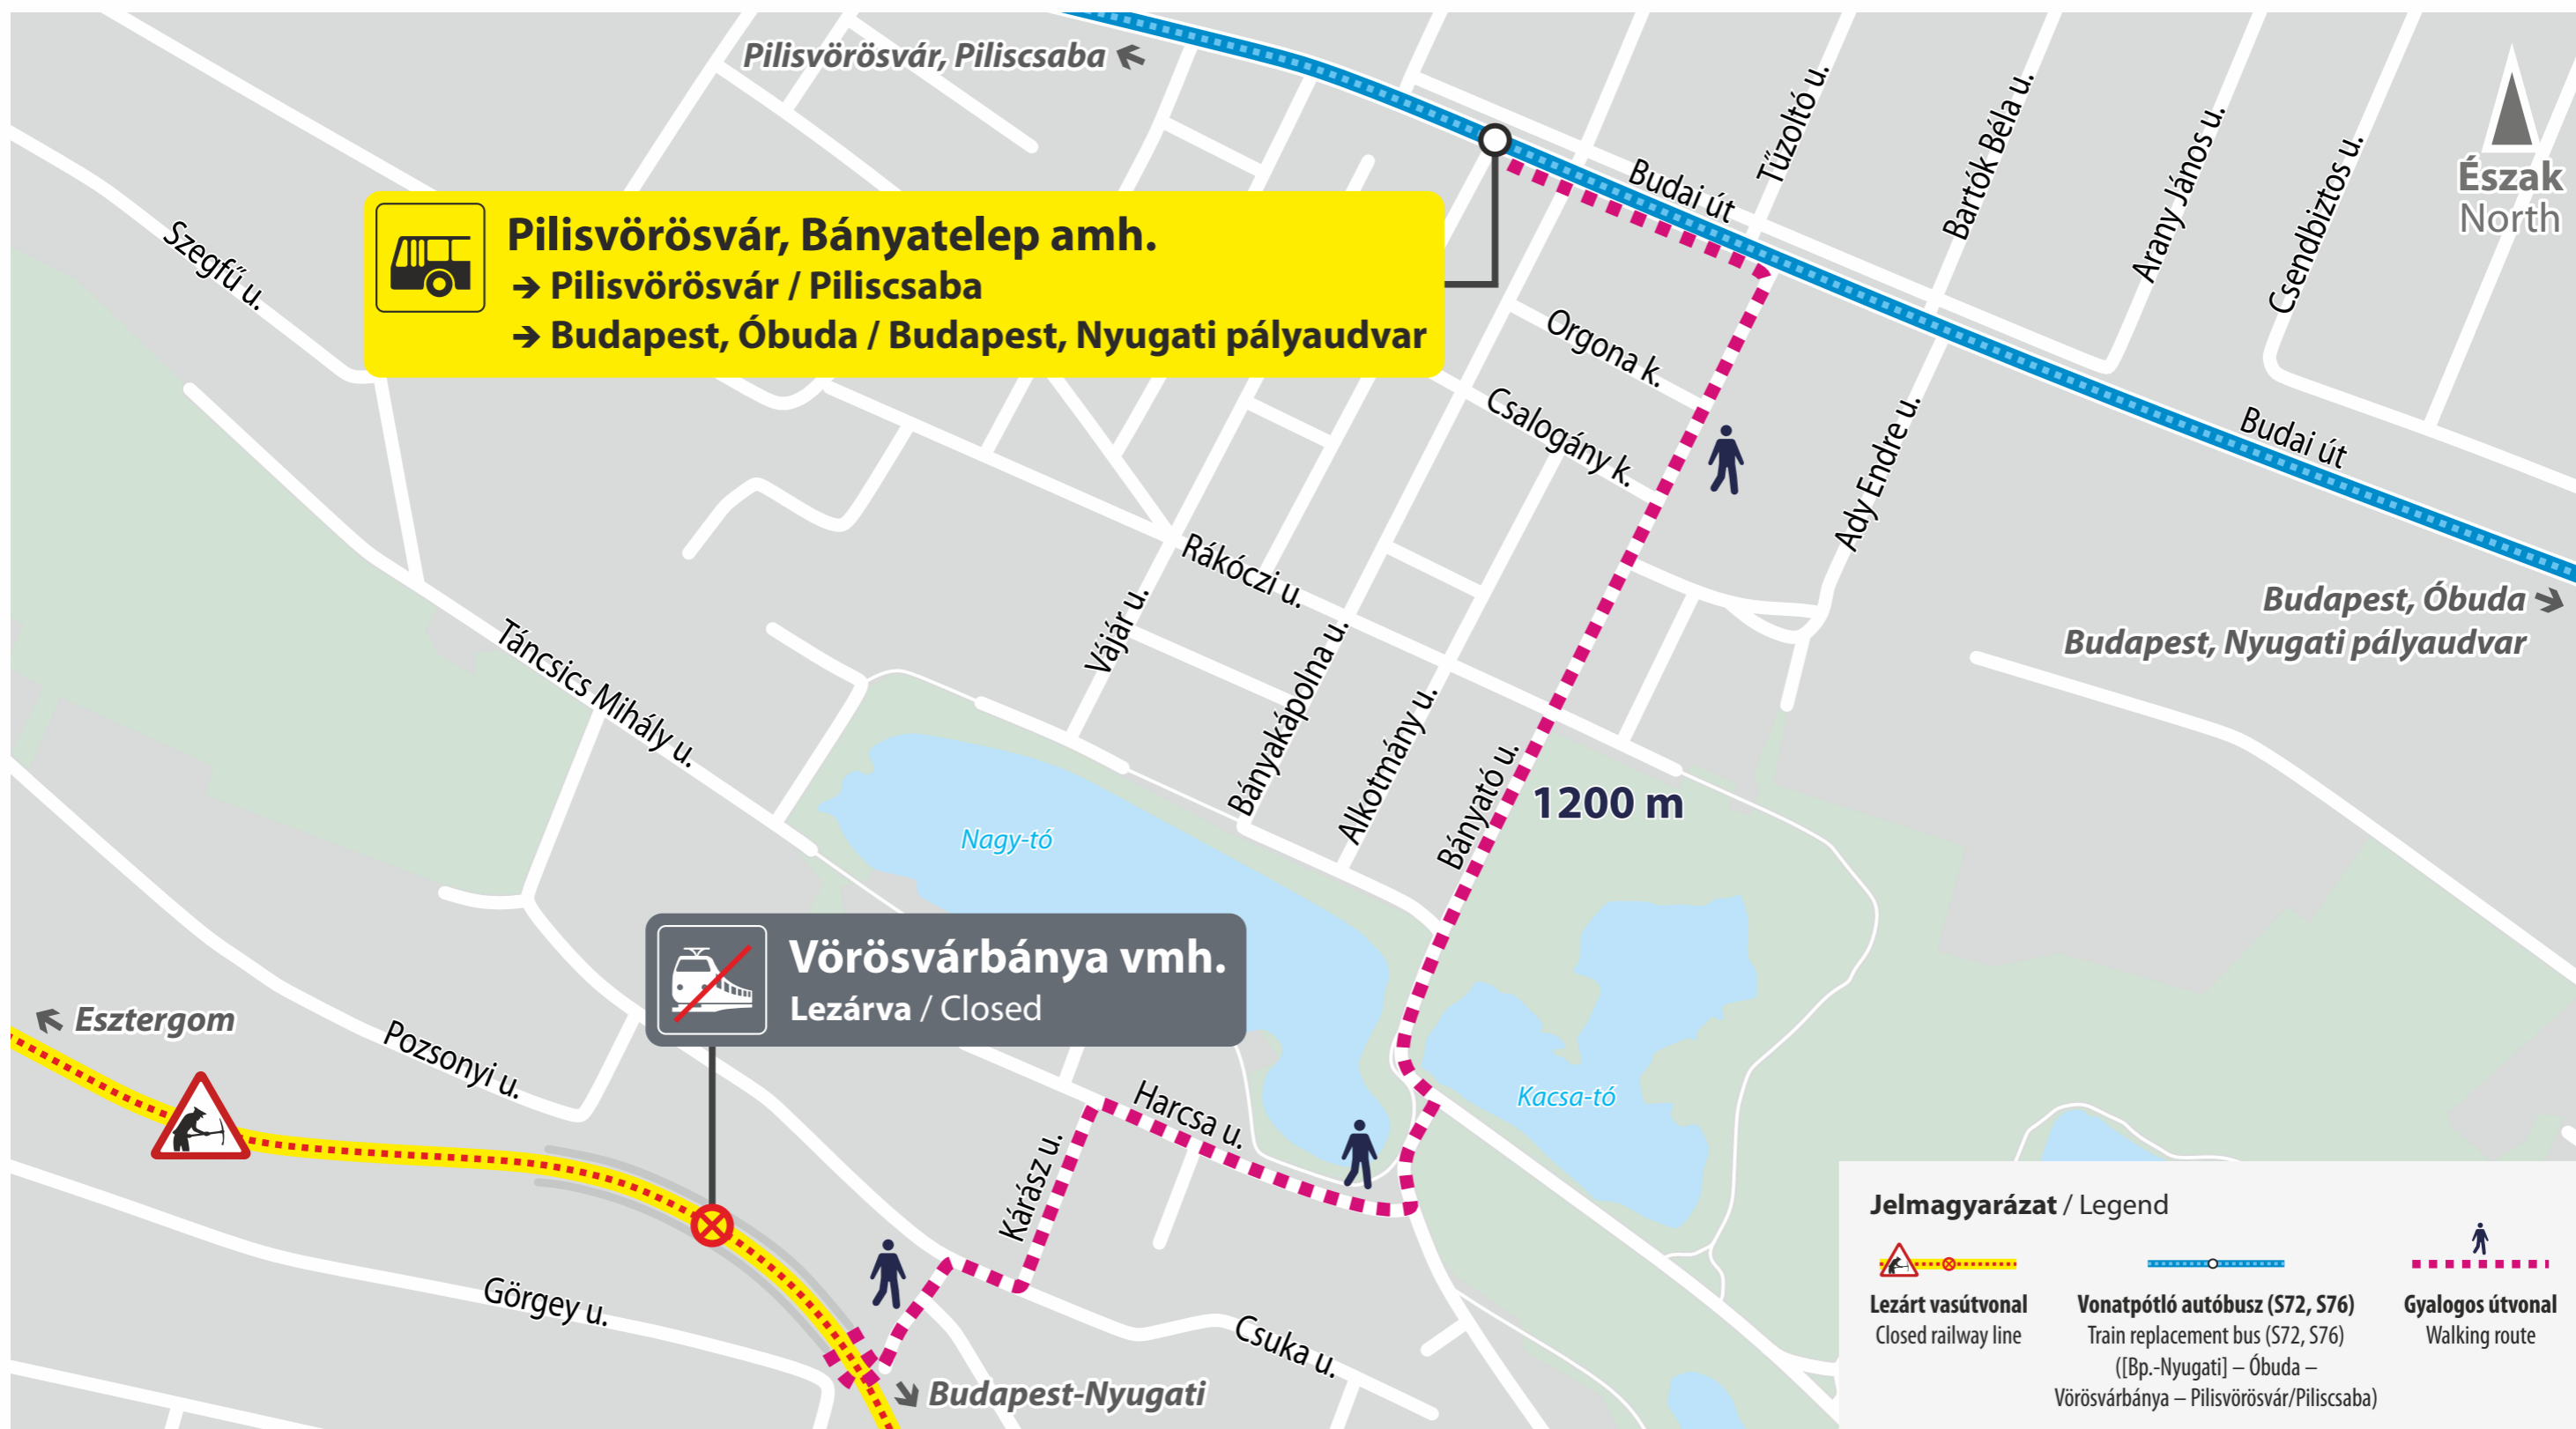 Pilisvörösvár, Piliscsaba
Tűzoltó u.
Bartók Béla u.
Arany János u.
Csendbiztos u.
Észak
North
Budai út
Pilisvörösvár, Bányatelep amh.
→ Pilisvörösvár / Piliscsaba
→ Budapest, Óbuda / Budapest, Nyugati pályaudvar
Szegfű u.
Orgona k.
Csalogány k.
Ady Endre u.
Budai út
Budapest, Óbuda
Budapest, Nyugati pályaudvar
Rákóczi u.
Vájár u.
Táncsics Mihály u.
Bányakápolna u.
Alkotmány u.
Bányató u.
1200 m
Nagy-tó
Vörösvárbánya vmh.
Lezárva / Closed
Esztergom
Pozsonyi u.
Kacsa-tó
Harcsa u.
Kárász u.
Görgey u.
Csuka u.
Budapest-Nyugati
Jelmagyarázat / Legend
Lezárt vasútvonal
Closed railway line
Vonatpótló autóbusz (S72, S76)
Train replacement bus (S72, S76)
([Bp.-Nyugati] – Óbuda –
Vörösvárbánya – Pilisvörösvár/Piliscsaba)
Gyalogos útvonal
Walking route